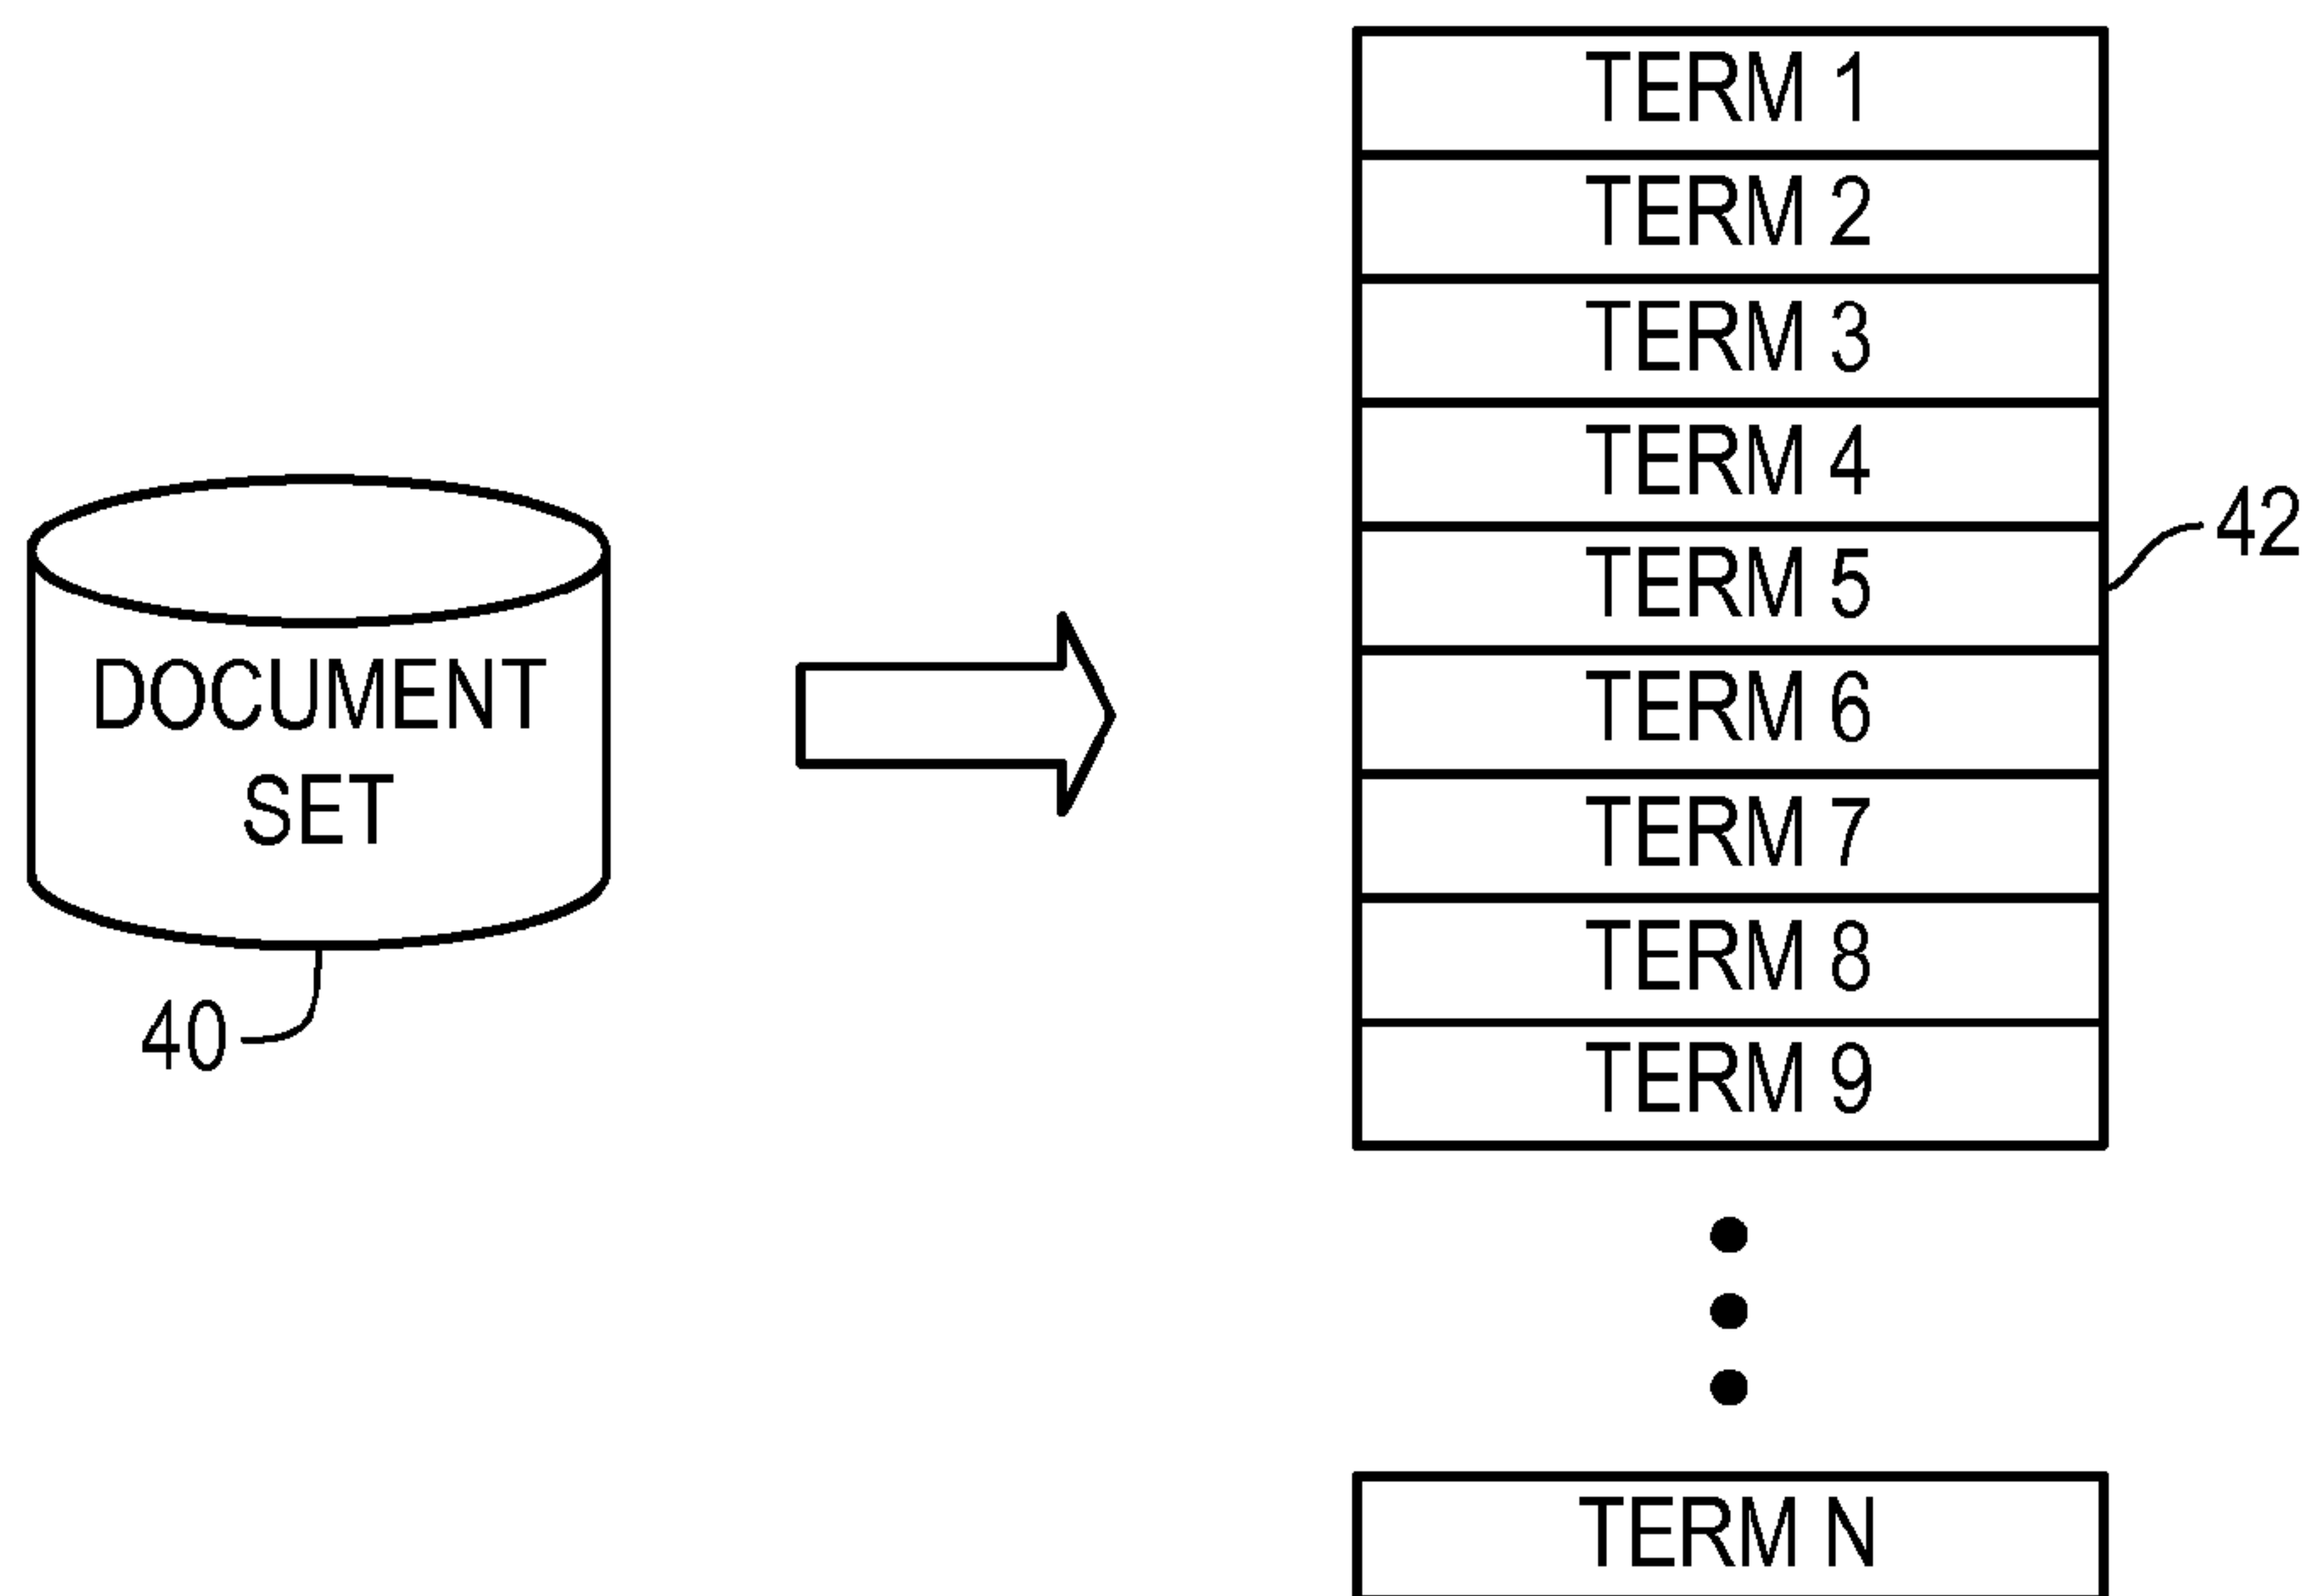 TERM 1
TERM 2
TERM 3
TERM 4
TERM 5
TERM 6
TERM 7
TERM 8
TERM 9
TERM N
42
DOCUMENT
SET
40